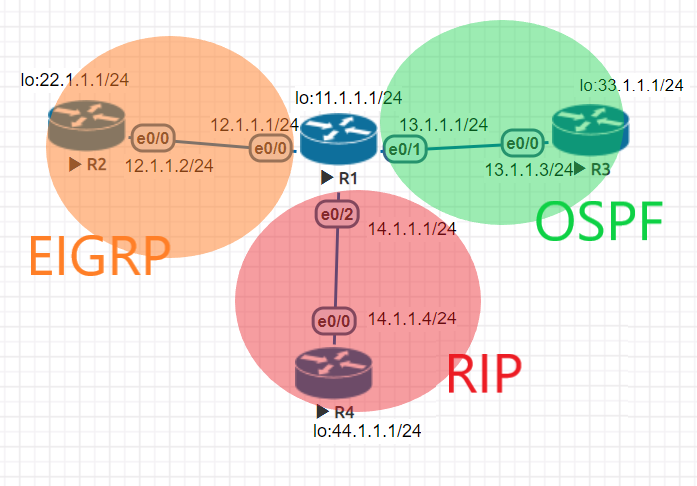 lo:22.1.1.1/24
lo:33.1.1.1/24
lo:11.1.1.1/24
12.1.1.1/24
13.1.1.1/24
e0/0
e0/0
e0/1
e0/0
R2
12.1.1.2/24
R1
13.1.1.3/24
R3
e0/2
14.1.1.1/24
OSPF
EIGRP
e0/0
14.1.1.4/24
RIP
R4
lo:44.1.1.1/24